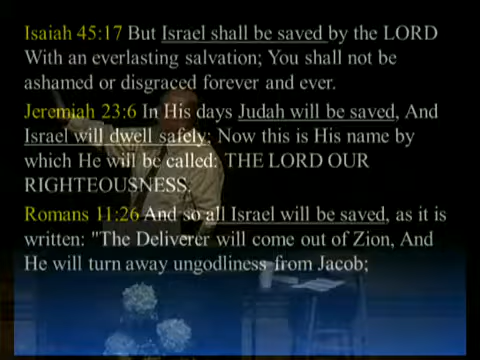 Isaiah 45:17 But Israel shall be saved by the LORD
With an everlasting salvation; You shall not be
ashamed or disgraced forever and ever.
Jeremiah 23:6 In His days Judah will be saved, And
Israel will dwell safely; Now this is His name by
which He will be called: THE LORD OUR
RIGHTEOUSNESS.
Romans 11:26 And so all Israel will be saved, as it is
written: "The Deliverer will come out of Zion, And
He will turn away ungodliness from Jacob;